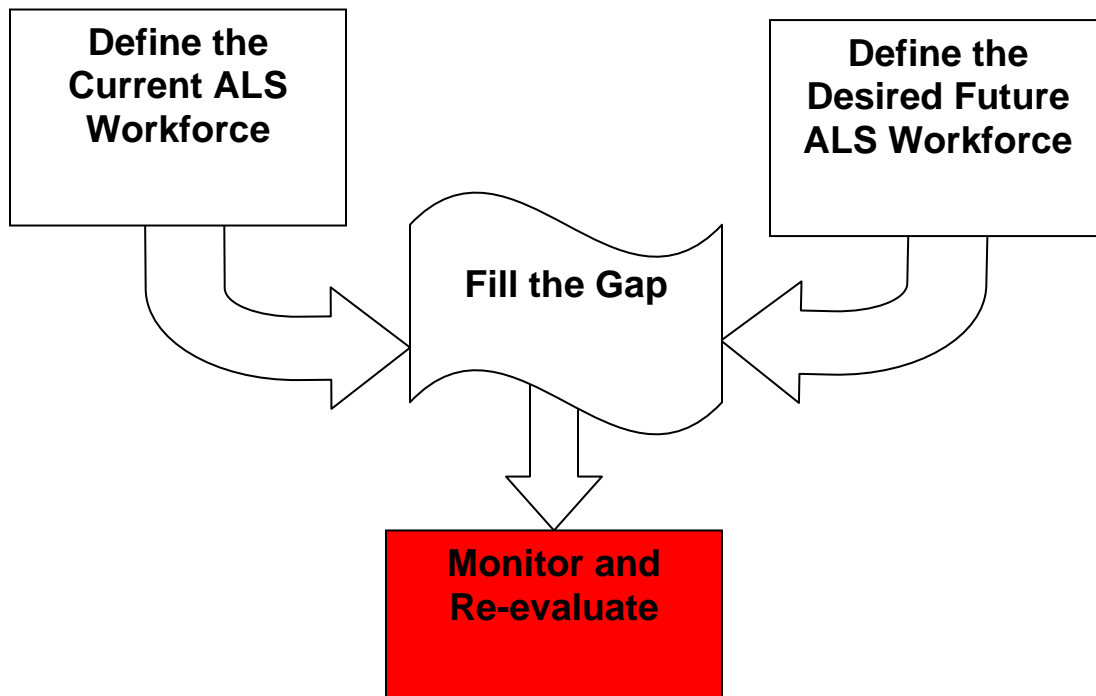 Define the
Current ALS
Workforce
Define the
Desired Future
ALS Workforce
Fill the Gap
Monitor and
Re-evaluate